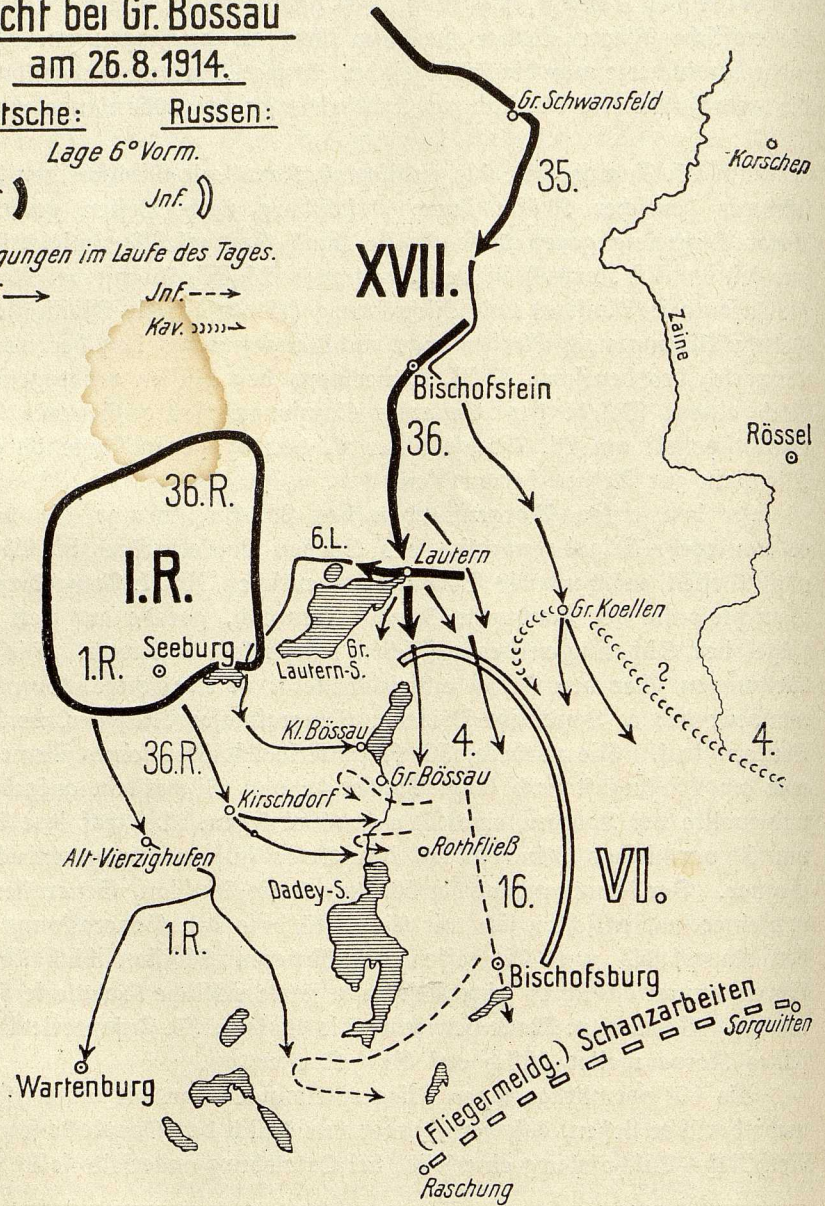 cht bei Gr. Bössau
am 26.8.1914.
tsche: Russen:
Lage 6° Vorm.
Jnf.
gungen im Laufe des Tages.
Jnf.
Kav.
Gr. Schwansfeld
Korschen
35.
XVII.
Zaine
Bischofstein
36.
Rössel
36.R.
6.L.
Lautern
I.R.
Gr. Koellen
1.R.
Seeburg
Gr.
Lautern-S.
?
Kl. Bössau
4.
4.
36.R.
Gr. Bössau
Kirschdorf
Alt-Vierzighufen
Rothfließ
VI.
Dadey-S.
16.
1.R.
Bischofsburg
(Fliegermeldg.) Schanzarbeiten
Sorquitten
Wartenburg
Raschung